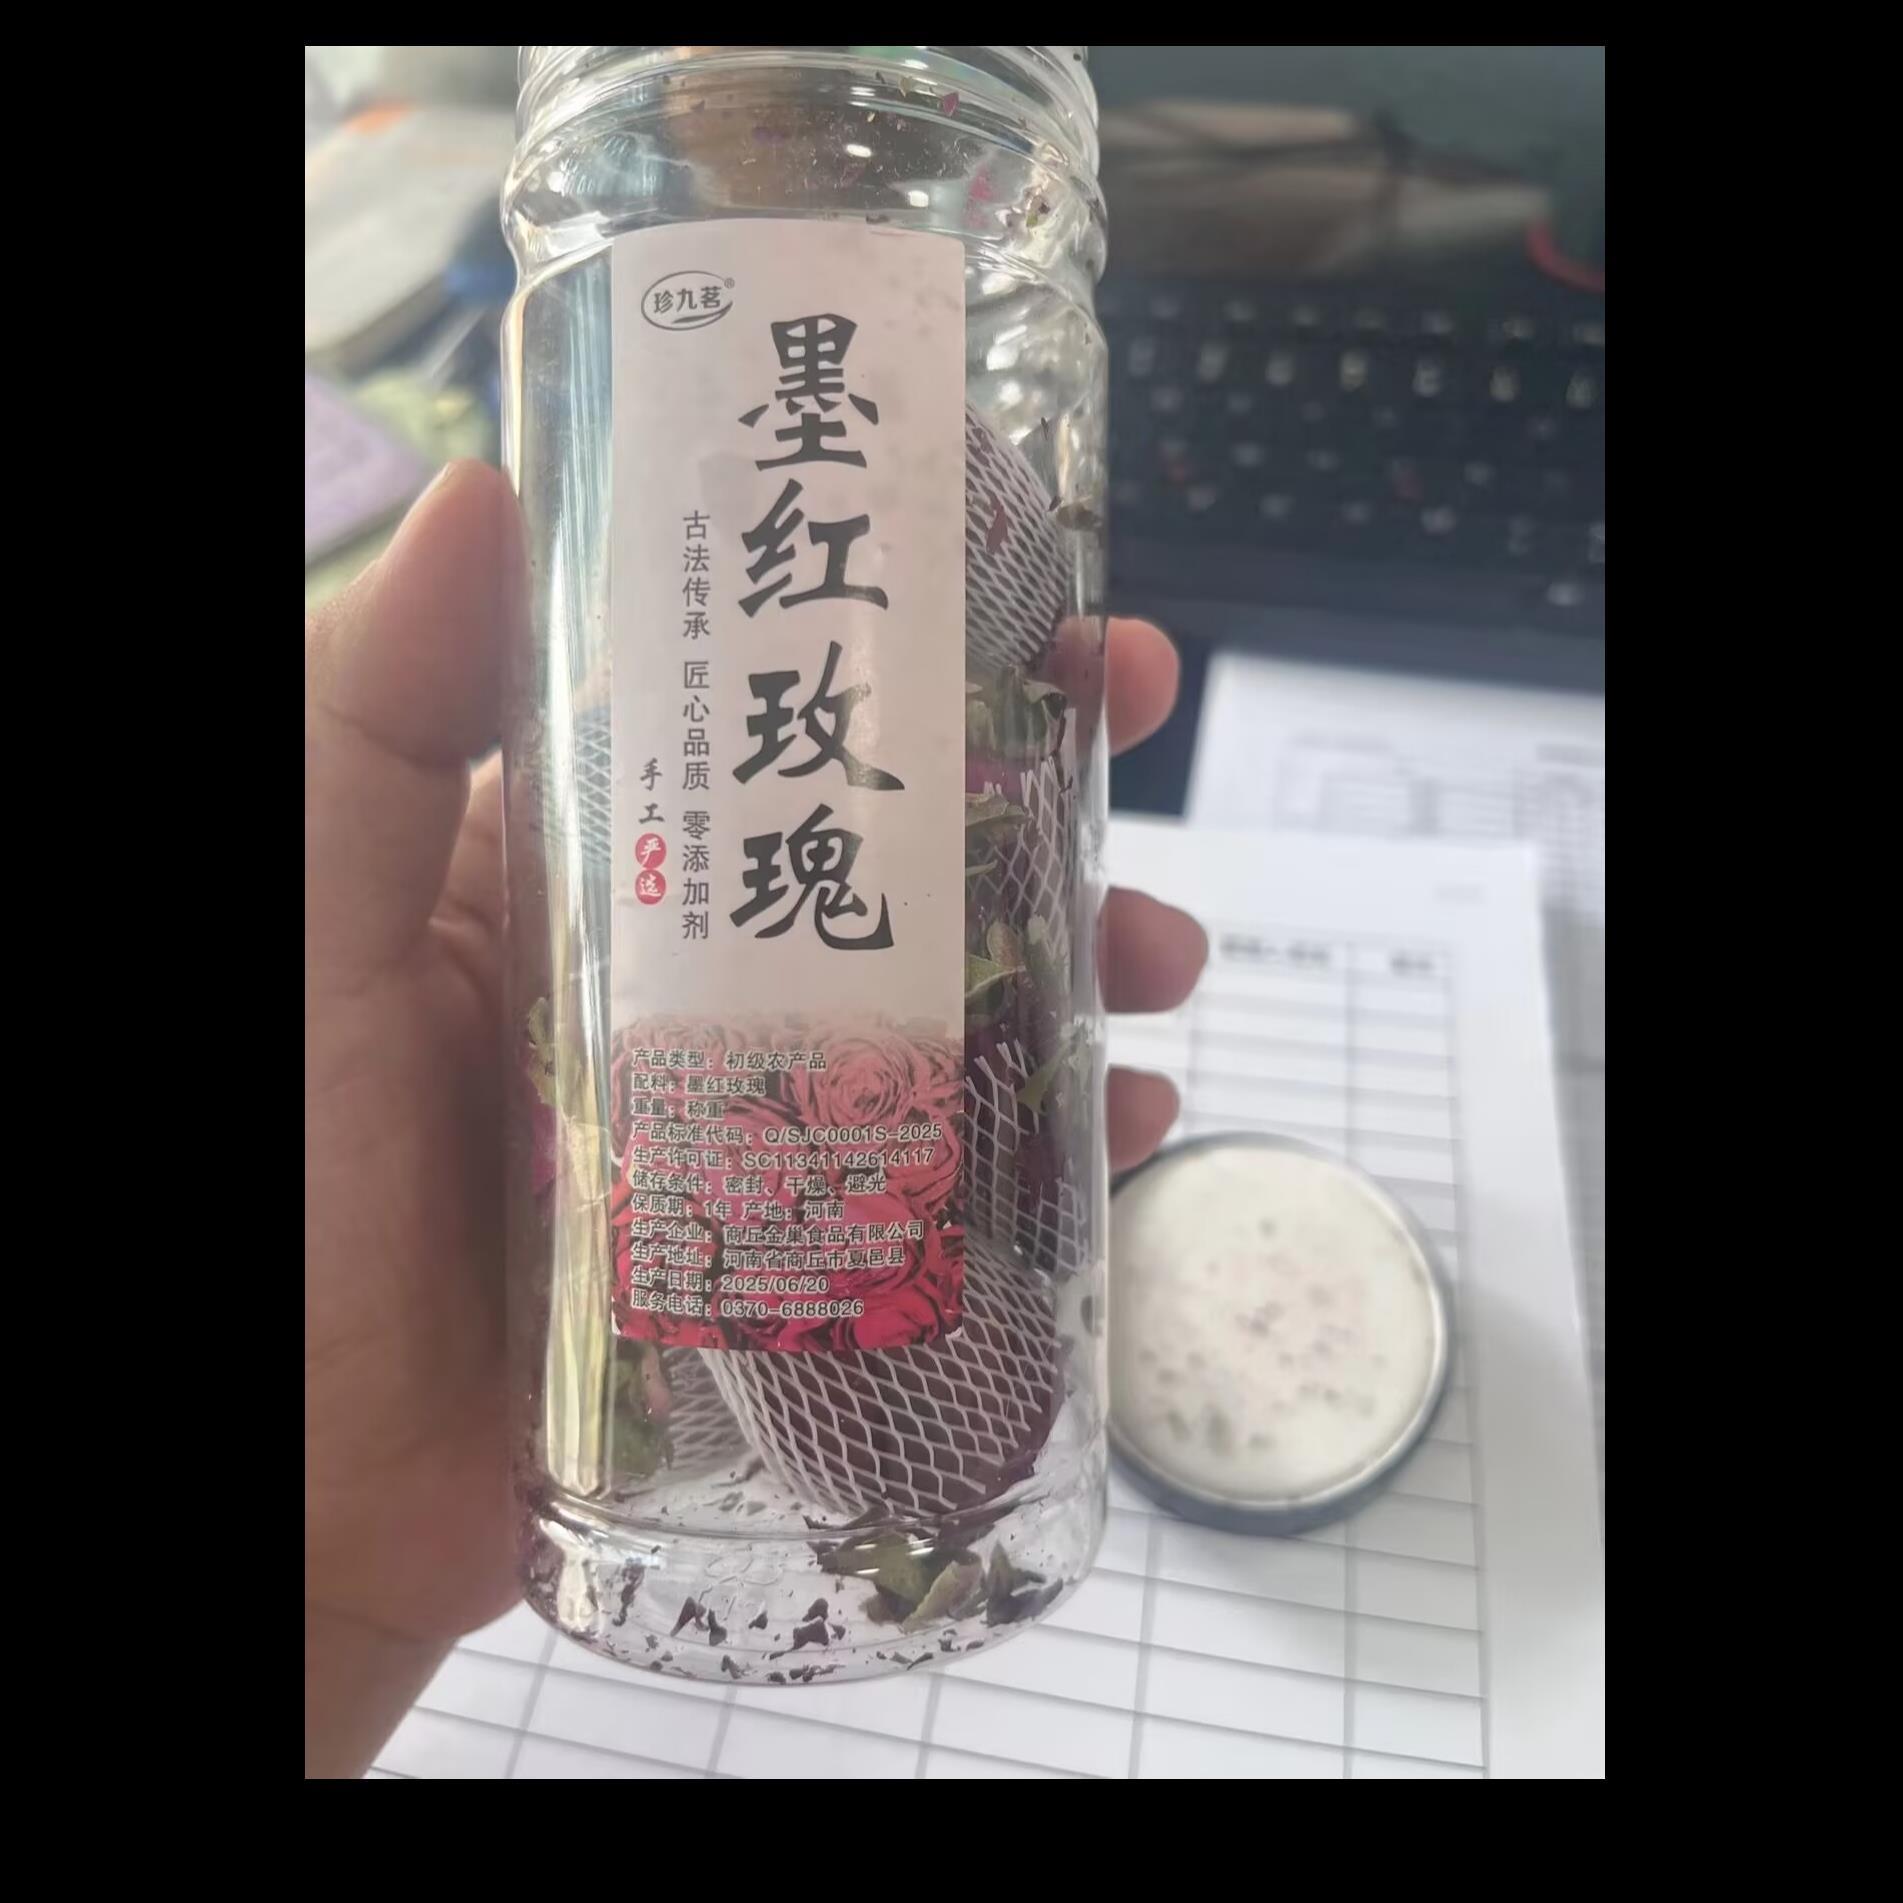 珍九茗®
墨红玫瑰
古法传承 匠心品质 零添加剂
手工严选
产品类型：初级农产品
配料：墨红玫瑰
重量：称重
产品标准代码：Q/SJC0001S-2025
生产许可证：SC11341142614117
储存条件：密封、干燥、避光
保质期：1年 产地：河南
生产企业：商丘金巢食品有限公司
生产地址：河南省商丘市夏邑县
生产日期：2025/06/20
服务电话：0370-6888026